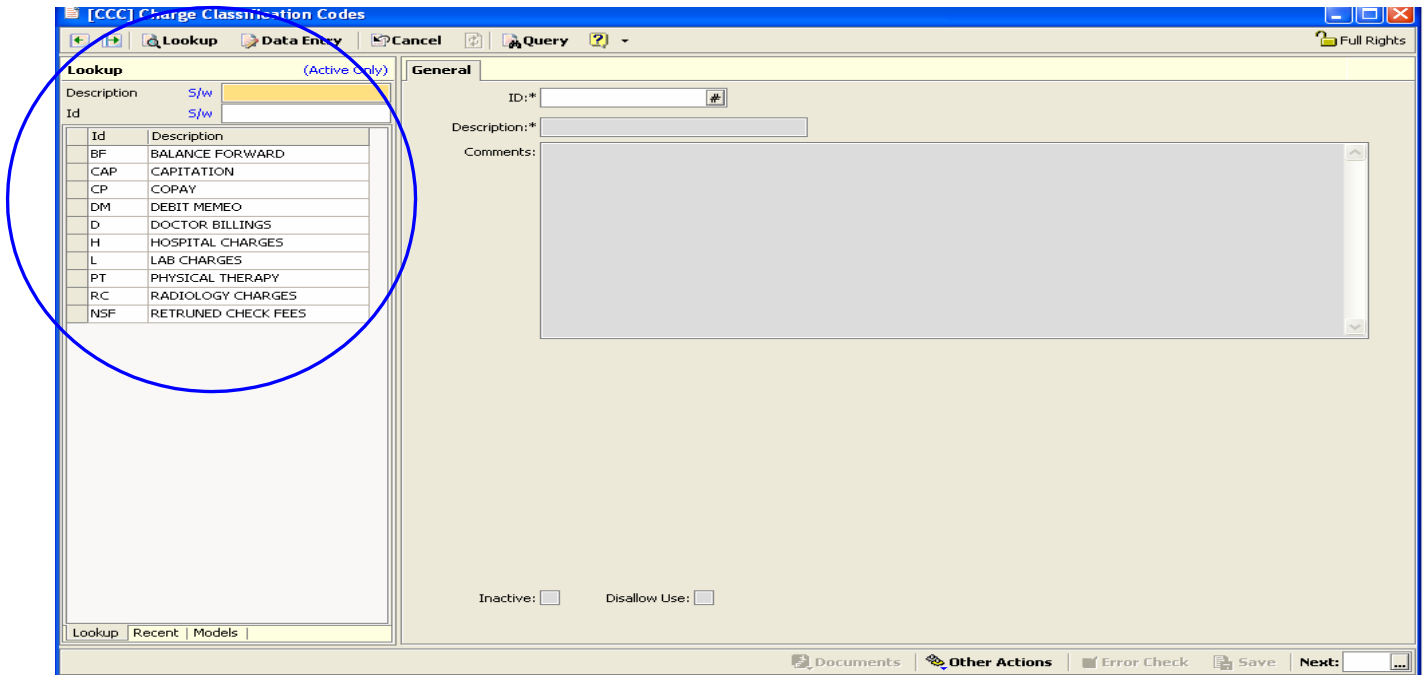 [CCC] Charge Classification Codes
Lookup Data Entry Cancel Query Full Rights
Lookup (Active Only)
Description S/w
Id S/w
Id Description
BF BALANCE FORWARD
CAP CAPITATION
CP COPAY
DM DEBIT MEMEO
D DOCTOR BILLINGS
H HOSPITAL CHARGES
L LAB CHARGES
PT PHYSICAL THERAPY
RC RADIOLOGY CHARGES
NSF RETRUNED CHECK FEES
Lookup Recent | Models |
General
ID:* #
Description:*
Comments:
Inactive: Disallow Use:
Documents Other Actions Error Check Save Next: ...